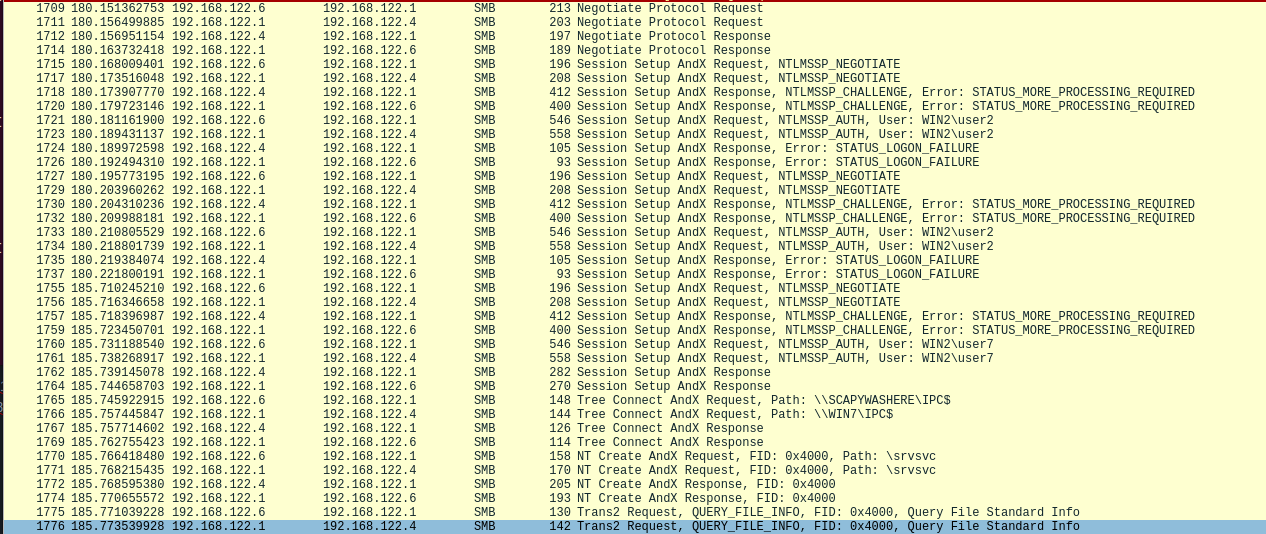 1709 180.151362753 192.168.122.6 192.168.122.1 SMB 213 Negotiate Protocol Request
1711 180.156499885 192.168.122.1 192.168.122.4 SMB 203 Negotiate Protocol Request
1712 180.156951154 192.168.122.4 192.168.122.1 SMB 197 Negotiate Protocol Response
1714 180.163732418 192.168.122.1 192.168.122.6 SMB 189 Negotiate Protocol Response
1715 180.168009401 192.168.122.6 192.168.122.1 SMB 196 Session Setup AndX Request, NTLMSSP_NEGOTIATE
1717 180.173516048 192.168.122.1 192.168.122.4 SMB 208 Session Setup AndX Request, NTLMSSP_NEGOTIATE
1718 180.173907770 192.168.122.4 192.168.122.1 SMB 412 Session Setup AndX Response, NTLMSSP_CHALLENGE, Error: STATUS_MORE_PROCESSING_REQUIRED
1720 180.179723146 192.168.122.1 192.168.122.6 SMB 400 Session Setup AndX Response, NTLMSSP_CHALLENGE, Error: STATUS_MORE_PROCESSING_REQUIRED
1721 180.181161900 192.168.122.6 192.168.122.1 SMB 546 Session Setup AndX Request, NTLMSSP_AUTH, User: WIN2\user2
1723 180.189431137 192.168.122.1 192.168.122.4 SMB 558 Session Setup AndX Request, NTLMSSP_AUTH, User: WIN2\user2
1724 180.189972598 192.168.122.4 192.168.122.1 SMB 105 Session Setup AndX Response, Error: STATUS_LOGON_FAILURE
1726 180.192494310 192.168.122.1 192.168.122.6 SMB 93 Session Setup AndX Response, Error: STATUS_LOGON_FAILURE
1727 180.195773195 192.168.122.6 192.168.122.1 SMB 196 Session Setup AndX Request, NTLMSSP_NEGOTIATE
1729 180.203960262 192.168.122.1 192.168.122.4 SMB 208 Session Setup AndX Request, NTLMSSP_NEGOTIATE
1730 180.204310236 192.168.122.4 192.168.122.1 SMB 412 Session Setup AndX Response, NTLMSSP_CHALLENGE, Error: STATUS_MORE_PROCESSING_REQUIRED
1732 180.209988181 192.168.122.1 192.168.122.6 SMB 400 Session Setup AndX Response, NTLMSSP_CHALLENGE, Error: STATUS_MORE_PROCESSING_REQUIRED
1733 180.210805529 192.168.122.6 192.168.122.1 SMB 546 Session Setup AndX Request, NTLMSSP_AUTH, User: WIN2\user2
1734 180.218801739 192.168.122.1 192.168.122.4 SMB 558 Session Setup AndX Request, NTLMSSP_AUTH, User: WIN2\user2
1735 180.219384074 192.168.122.4 192.168.122.1 SMB 105 Session Setup AndX Response, Error: STATUS_LOGON_FAILURE
1737 180.221800191 192.168.122.1 192.168.122.6 SMB 93 Session Setup AndX Response, Error: STATUS_LOGON_FAILURE
1755 185.710245210 192.168.122.6 192.168.122.1 SMB 196 Session Setup AndX Request, NTLMSSP_NEGOTIATE
1756 185.716346658 192.168.122.1 192.168.122.4 SMB 208 Session Setup AndX Request, NTLMSSP_NEGOTIATE
1757 185.718396987 192.168.122.4 192.168.122.1 SMB 412 Session Setup AndX Response, NTLMSSP_CHALLENGE, Error: STATUS_MORE_PROCESSING_REQUIRED
1759 185.723450701 192.168.122.1 192.168.122.6 SMB 400 Session Setup AndX Response, NTLMSSP_CHALLENGE, Error: STATUS_MORE_PROCESSING_REQUIRED
1760 185.731188540 192.168.122.6 192.168.122.1 SMB 546 Session Setup AndX Request, NTLMSSP_AUTH, User: WIN2\user7
1761 185.738268917 192.168.122.1 192.168.122.4 SMB 558 Session Setup AndX Request, NTLMSSP_AUTH, User: WIN2\user7
1762 185.739145078 192.168.122.4 192.168.122.1 SMB 282 Session Setup AndX Response
1764 185.744658703 192.168.122.1 192.168.122.6 SMB 270 Session Setup AndX Response
1765 185.745922915 192.168.122.6 192.168.122.1 SMB 148 Tree Connect AndX Request, Path: \\SCAPYWASHERE\IPC$
1766 185.757445847 192.168.122.1 192.168.122.4 SMB 144 Tree Connect AndX Request, Path: \\WIN7\IPC$
1767 185.757714602 192.168.122.4 192.168.122.1 SMB 126 Tree Connect AndX Response
1769 185.762755423 192.168.122.1 192.168.122.6 SMB 114 Tree Connect AndX Response
1770 185.766418480 192.168.122.6 192.168.122.1 SMB 158 NT Create AndX Request, FID: 0x4000, Path: \srvsvc
1771 185.768215435 192.168.122.1 192.168.122.4 SMB 170 NT Create AndX Request, FID: 0x4000, Path: \srvsvc
1772 185.768595380 192.168.122.4 192.168.122.1 SMB 205 NT Create AndX Response, FID: 0x4000
1774 185.770655572 192.168.122.1 192.168.122.6 SMB 193 NT Create AndX Response, FID: 0x4000
1775 185.771039228 192.168.122.6 192.168.122.1 SMB 130 Trans2 Request, QUERY_FILE_INFO, FID: 0x4000, Query File Standard Info
1776 185.773539928 192.168.122.1 192.168.122.4 SMB 142 Trans2 Request, QUERY_FILE_INFO, FID: 0x4000, Query File Standard Info